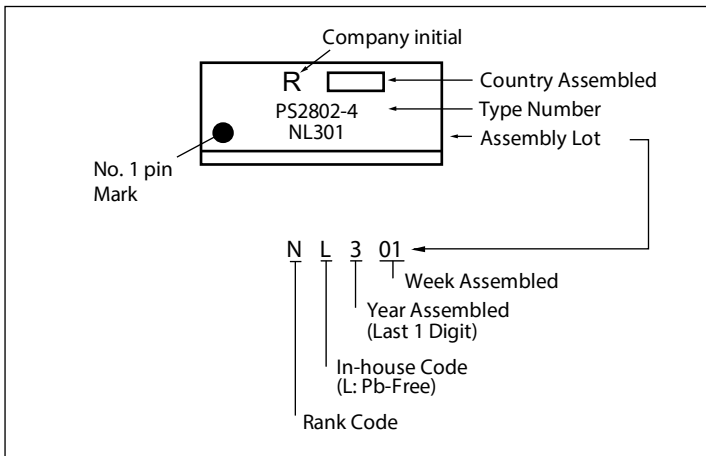 Company initial
R
Country Assembled
PS2802-4
Type Number
NL301
Assembly Lot
No. 1 pin
Mark
N L 3 01
Week Assembled
Year Assembled
(Last 1 Digit)
In-house Code
(L: Pb-Free)
Rank Code